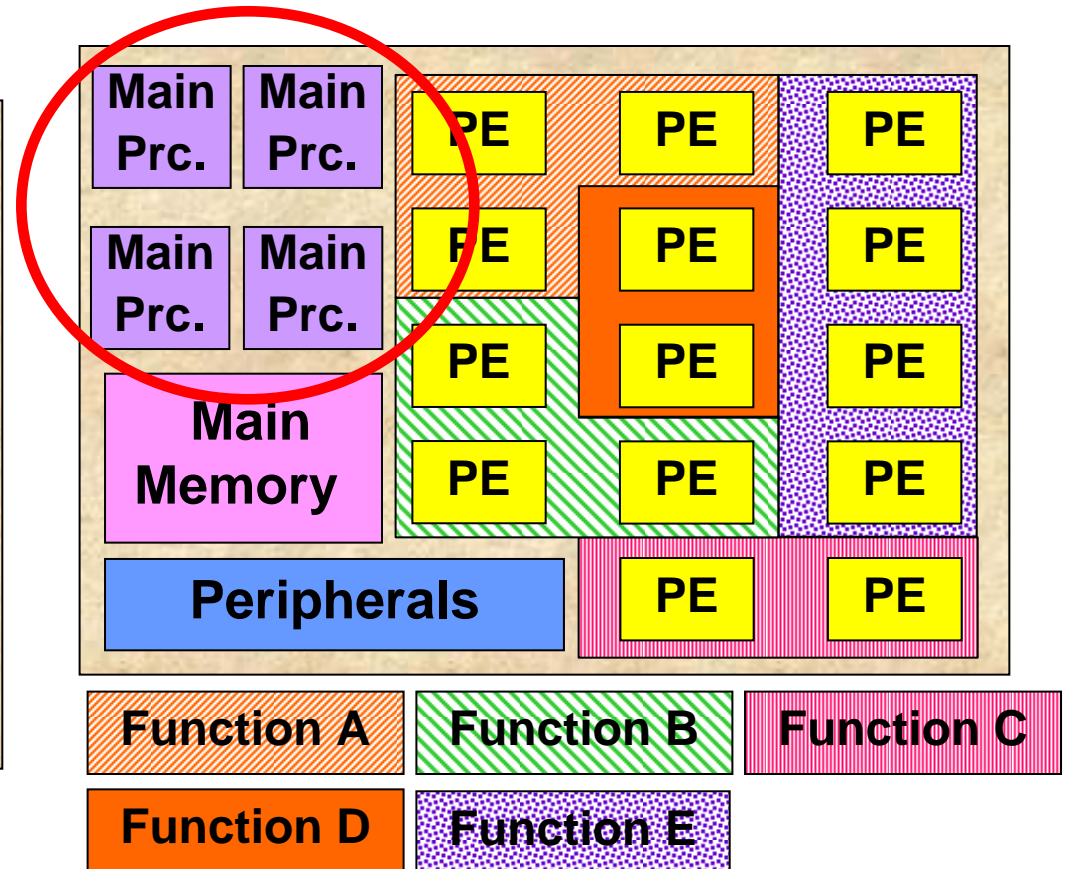 Main
Prc.
Main
Prc.
PE
PE
PE
Main
Prc.
Main
Prc.
PE
PE
PE
PE
PE
PE
Main
Memory
PE
PE
PE
Peripherals
PE
PE
Function A
Function B
Function C
Function D
Function E